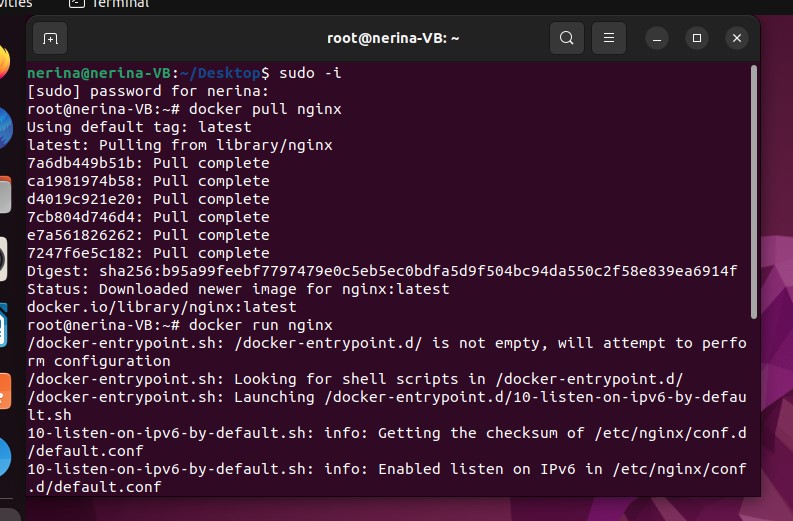 vities Terminal
root@nerina-VB: ~
nerina@nerina-VB:~/Desktop$ sudo -i
[sudo] password for nerina:
root@nerina-VB:~# docker pull nginx
Using default tag: latest
latest: Pulling from library/nginx
7a6db449b51b: Pull complete
ca1981974b58: Pull complete
d4019c921e20: Pull complete
7cb804d746d4: Pull complete
e7a561826262: Pull complete
7247f6e5c182: Pull complete
Digest: sha256:b95a99feebf7797479e0c5eb5ec0bdfa5d9f504bc94da550c2f58e839ea6914f
Status: Downloaded newer image for nginx:latest
docker.io/library/nginx:latest
root@nerina-VB:~# docker run nginx
/docker-entrypoint.sh: /docker-entrypoint.d/ is not empty, will attempt to perfo
rm configuration
/docker-entrypoint.sh: Looking for shell scripts in /docker-entrypoint.d/
/docker-entrypoint.sh: Launching /docker-entrypoint.d/10-listen-on-ipv6-by-defau
lt.sh
10-listen-on-ipv6-by-default.sh: info: Getting the checksum of /etc/nginx/conf.d
/default.conf
10-listen-on-ipv6-by-default.sh: info: Enabled listen on IPv6 in /etc/nginx/conf
.d/default.conf